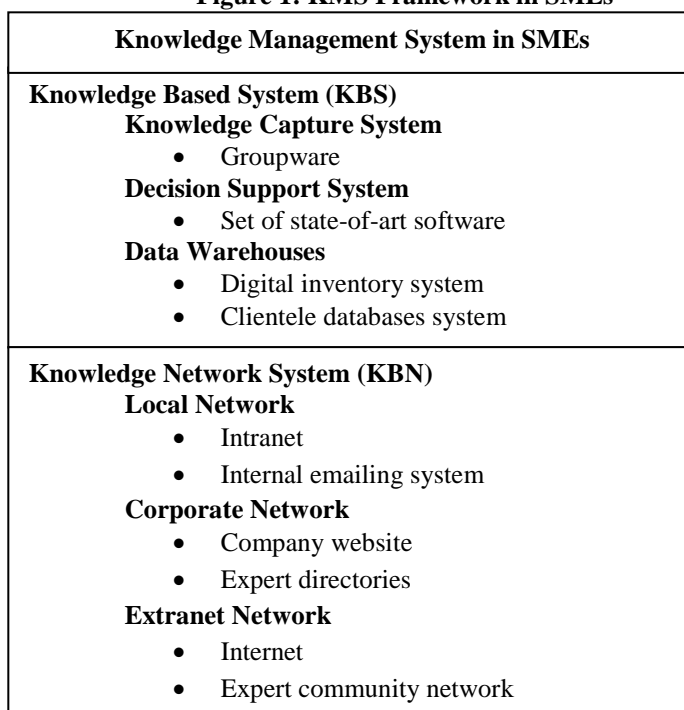 Figure 1: KMS Framework in SMEs
Knowledge Management System in SMEs
Knowledge Based System (KBS)
Knowledge Capture System
• Groupware
Decision Support System
• Set of state-of-art software
Data Warehouses
• Digital inventory system
• Clientele databases system
Knowledge Network System (KBN)
Local Network
• Intranet
• Internal emailing system
Corporate Network
• Company website
• Expert directories
Extranet Network
• Internet
• Expert community network